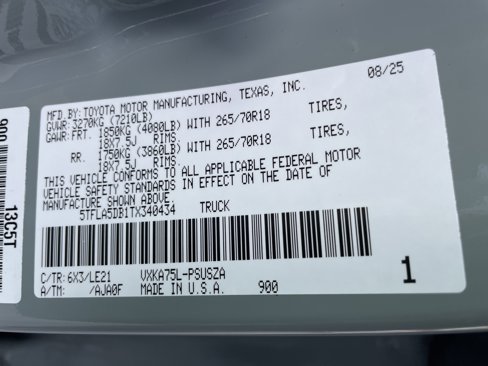 08/25
MFD.BY:TOYOTA MOTOR MANUFACTURING, TEXAS, INC.
GVWR: 3270KG (7210LB)
GAWR: FRT. 1850KG (4080LB) WITH 265/70R18 TIRES,
18X7.5J RIMS.
RR. 1750KG (3860LB) WITH 265/70R18 TIRES,
18X7.5J RIMS.
THIS VEHICLE CONFORMS TO ALL APPLICABLE FEDERAL MOTOR
VEHICLE SAFETY STANDARDS IN EFFECT ON THE DATE OF
MANUFACTURE SHOWN ABOVE.
5TFLA5DB1TX340434 TRUCK
C/TR: 6X3/LE21 VXKA75L-PSUSZA
A/TM: /AJA0F MADE IN U.S.A. 900 1
900 13C5T